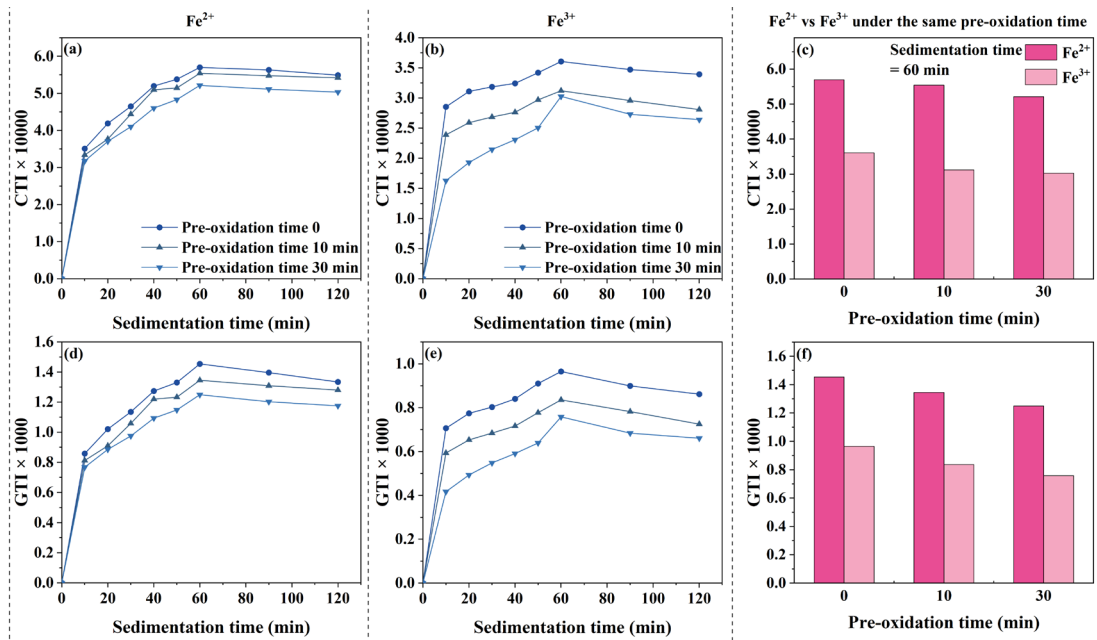 Fe²⁺
Fe³⁺
Fe²⁺ vs Fe³⁺ under the same pre-oxidation time
(a)
CTI × 10000
6.0
5.0
4.0
3.0
2.0
1.0
0.0
Pre-oxidation time 0
Pre-oxidation time 10 min
Pre-oxidation time 30 min
0 20 40 60 80 100 120
Sedimentation time (min)
(b)
CTI × 10000
4.0
3.5
3.0
2.5
2.0
1.5
1.0
0.5
0.0
Pre-oxidation time 0
Pre-oxidation time 10 min
Pre-oxidation time 30 min
0 20 40 60 80 100 120
Sedimentation time (min)
(c)
Sedimentation time
= 60 min
Fe²⁺
Fe³⁺
CTI × 10000
6.0
5.0
4.0
3.0
2.0
1.0
0.0
0 10 30
Pre-oxidation time (min)
(d)
GTI × 1000
1.6
1.4
1.2
1.0
0.8
0.6
0.4
0.2
0.0
0 20 40 60 80 100 120
Sedimentation time (min)
(e)
GTI × 1000
1.0
0.8
0.6
0.4
0.2
0.0
0 20 40 60 80 100 120
Sedimentation time (min)
(f)
GTI × 1000
1.6
1.4
1.2
1.0
0.8
0.6
0.4
0.2
0.0
0 10 30
Pre-oxidation time (min)